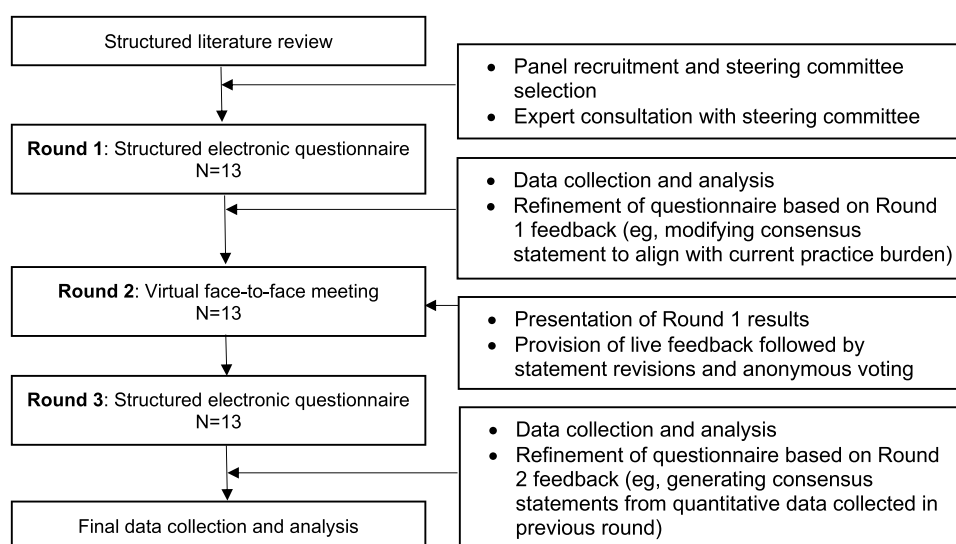 Structured literature review
• Panel recruitment and steering committee
selection
• Expert consultation with steering committee
Round 1: Structured electronic questionnaire
N=13
• Data collection and analysis
• Refinement of questionnaire based on Round
1 feedback (eg, modifying consensus
statement to align with current practice burden)
Round 2: Virtual face-to-face meeting
N=13
• Presentation of Round 1 results
• Provision of live feedback followed by
statement revisions and anonymous voting
Round 3: Structured electronic questionnaire
N=13
• Data collection and analysis
• Refinement of questionnaire based on Round
2 feedback (eg, generating consensus
statements from quantitative data collected in
previous round)
Final data collection and analysis